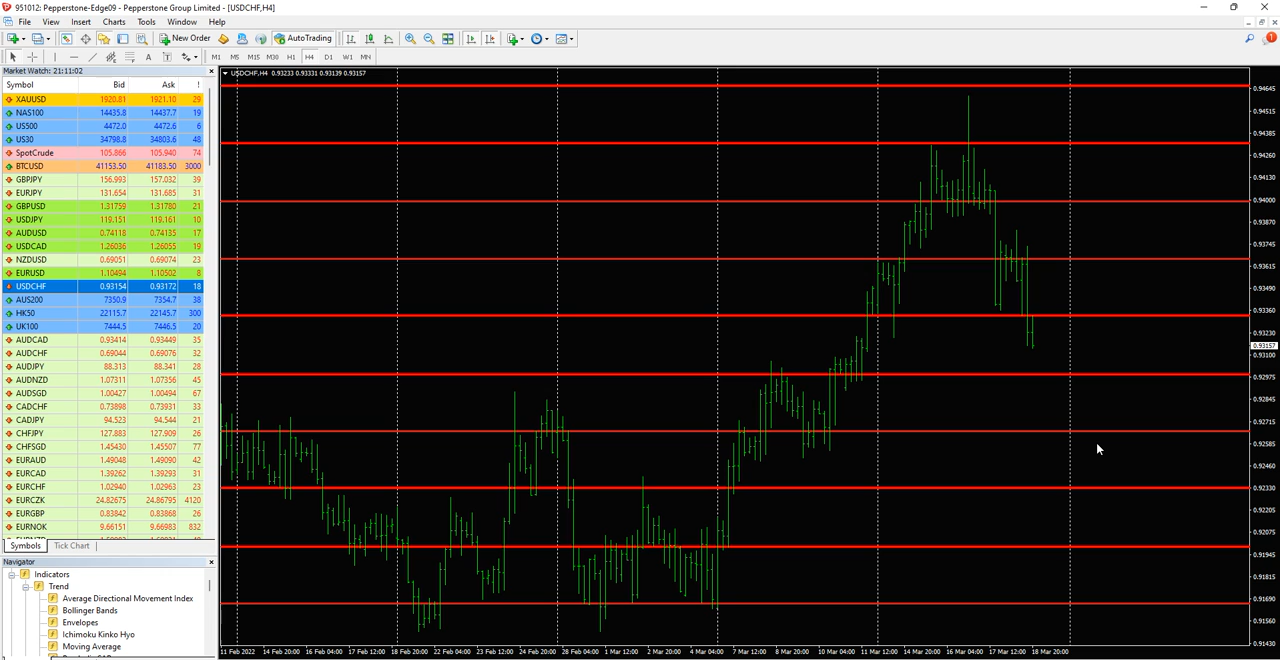 951012: Pepperstone-Edge09 - Pepperstone Group Limited - [USDCHF,H4]
File View Insert Charts Tools Window Help
New Order AutoTrading 1
A T M1 M5 M15 M30 H1 H4 D1 W1 MN
Market Watch: 21:11:02
Symbol Bid Ask !
XAUUSD 1920.81 1921.10 29
NAS100 14435.8 14437.7 19
US500 4472.0 4472.6 6
US30 34798.8 34803.6 48
SpotCrude 105.866 105.940 74
BTCUSD 41153.50 41183.50 3000
GBPJPY 156.993 157.032 39
EURJPY 131.654 131.685 31
GBPUSD 1.31759 1.31780 21
USDJPY 119.151 119.161 10
AUDUSD 0.74118 0.74135 17
USDCAD 1.26036 1.26055 19
NZDUSD 0.69051 0.69074 23
EURUSD 1.10494 1.10502 8
USDCHF 0.93154 0.93172 18
AUS200 7350.9 7354.7 38
HK50 22115.7 22145.7 300
UK100 7444.5 7446.5 20
AUDCAD 0.93414 0.93449 35
AUDCHF 0.69044 0.69076 32
AUDJPY 88.313 88.341 28
AUDNZD 1.07311 1.07356 45
AUDSGD 1.00427 1.00494 67
CADCHF 0.73898 0.73931 33
CADJPY 94.523 94.544 21
CHFJPY 127.883 127.909 26
CHFSGD 1.45430 1.45507 77
EURAUD 1.49048 1.49090 42
EURCAD 1.39262 1.39293 31
EURCHF 1.02940 1.02963 23
EURCZK 24.82675 24.86795 4120
EURGBP 0.83842 0.83868 26
EURNOK 9.66151 9.66983 832
Symbols Tick Chart
Navigator
Indicators
Trend
Average Directional Movement Index
Bollinger Bands
Envelopes
Ichimoku Kinko Hyo
Moving Average
USDCHF,H4 0.93233 0.93331 0.93139 0.93157
0.94645
0.94515
0.94385
0.94260
0.94130
0.94000
0.93870
0.93745
0.93615
0.93490
0.93360
0.93230
0.93157
0.93100
0.92975
0.92845
0.92715
0.92585
0.92460
0.92330
0.92205
0.92075
0.91945
0.91815
0.91690
0.91560
0.91430
11 Feb 2022 14 Feb 20:00 16 Feb 04:00 17 Feb 12:00 18 Feb 20:00 22 Feb 04:00 23 Feb 12:00 24 Feb 20:00 28 Feb 04:00 1 Mar 12:00 2 Mar 20:00 4 Mar 04:00 7 Mar 12:00 8 Mar 20:00 10 Mar 04:00 11 Mar 12:00 14 Mar 20:00 16 Mar 04:00 17 Mar 12:00 18 Mar 20:00